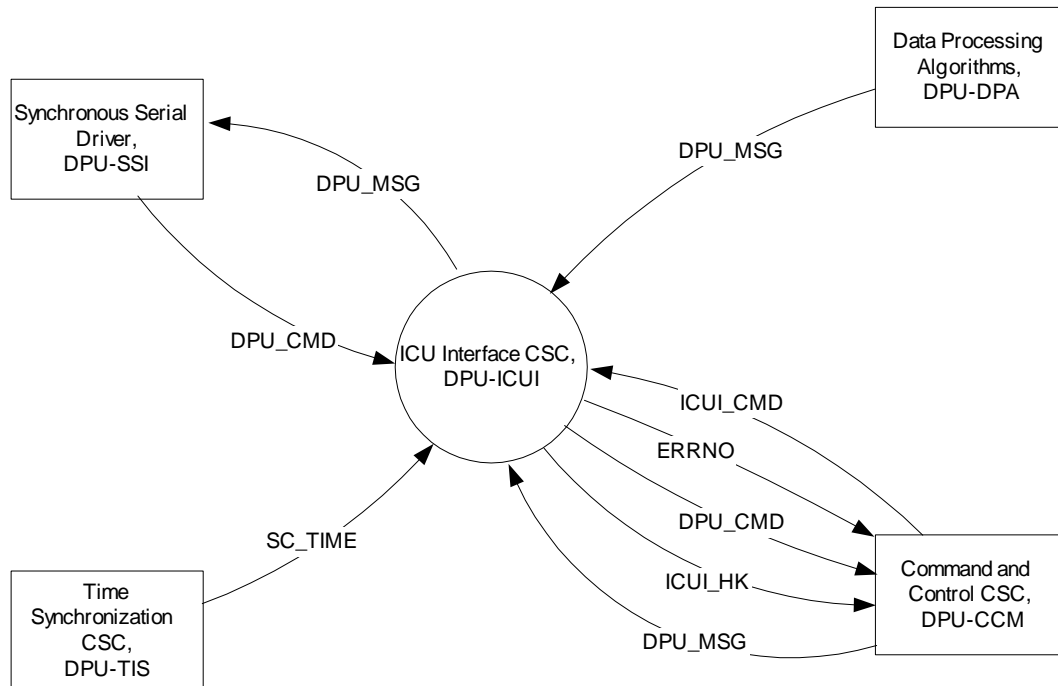 Data Processing
Algorithms,
DPU-DPA
Synchronous Serial
Driver,
DPU-SSI
DPU_MSG
DPU_MSG
DPU_CMD
ICU Interface CSC,
DPU-ICUI
ICUI_CMD
ERRNO
DPU_CMD
SC_TIME
ICUI_HK
Time
Synchronization
CSC,
DPU-TIS
Command and
Control CSC,
DPU-CCM
DPU_MSG